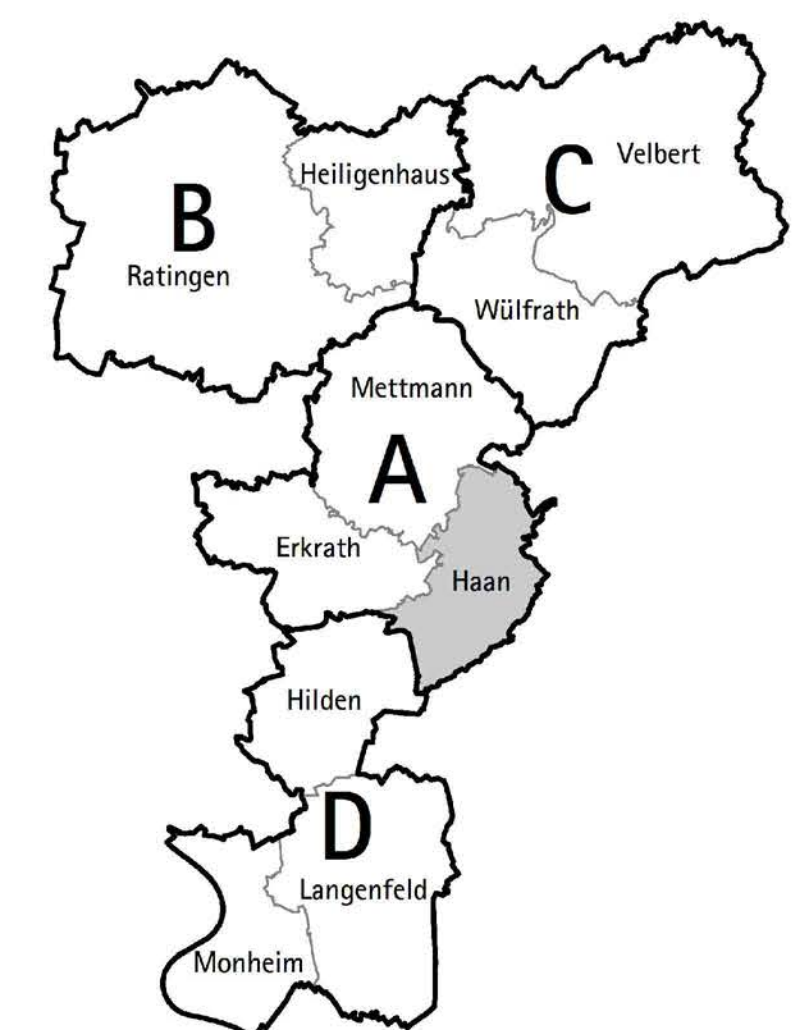 Velbert
C
Heiligenhaus
B
Ratingen
Wülfrath
Mettmann
A
Erkrath
Haan
Hilden
D
Langenfeld
Monheim